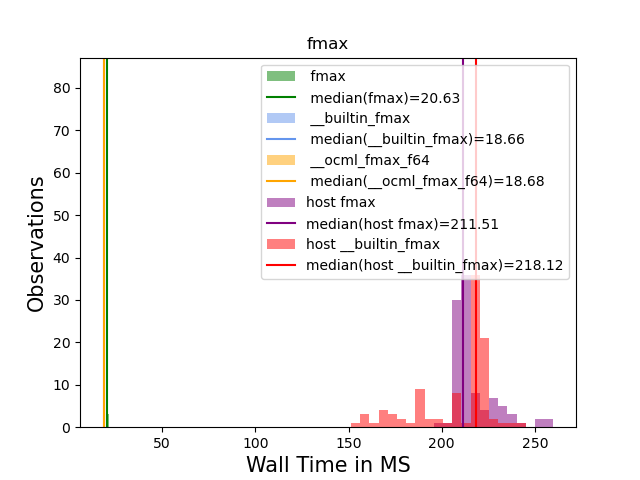 fmax
fmax
median(fmax)=20.63
__builtin_fmax
median(__builtin_fmax)=18.66
__ocml_fmax_f64
median(__ocml_fmax_f64)=18.68
host fmax
median(host fmax)=211.51
host __builtin_fmax
median(host __builtin_fmax)=218.12
Observations
80
70
60
50
40
30
20
10
0
50 100 150 200 250
Wall Time in MS